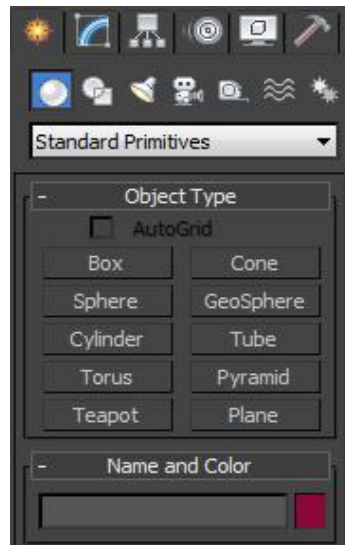 Standard Primitives
- Object Type
AutoGrid
Box Cone
Sphere GeoSphere
Cylinder Tube
Torus Pyramid
Teapot Plane
- Name and Color